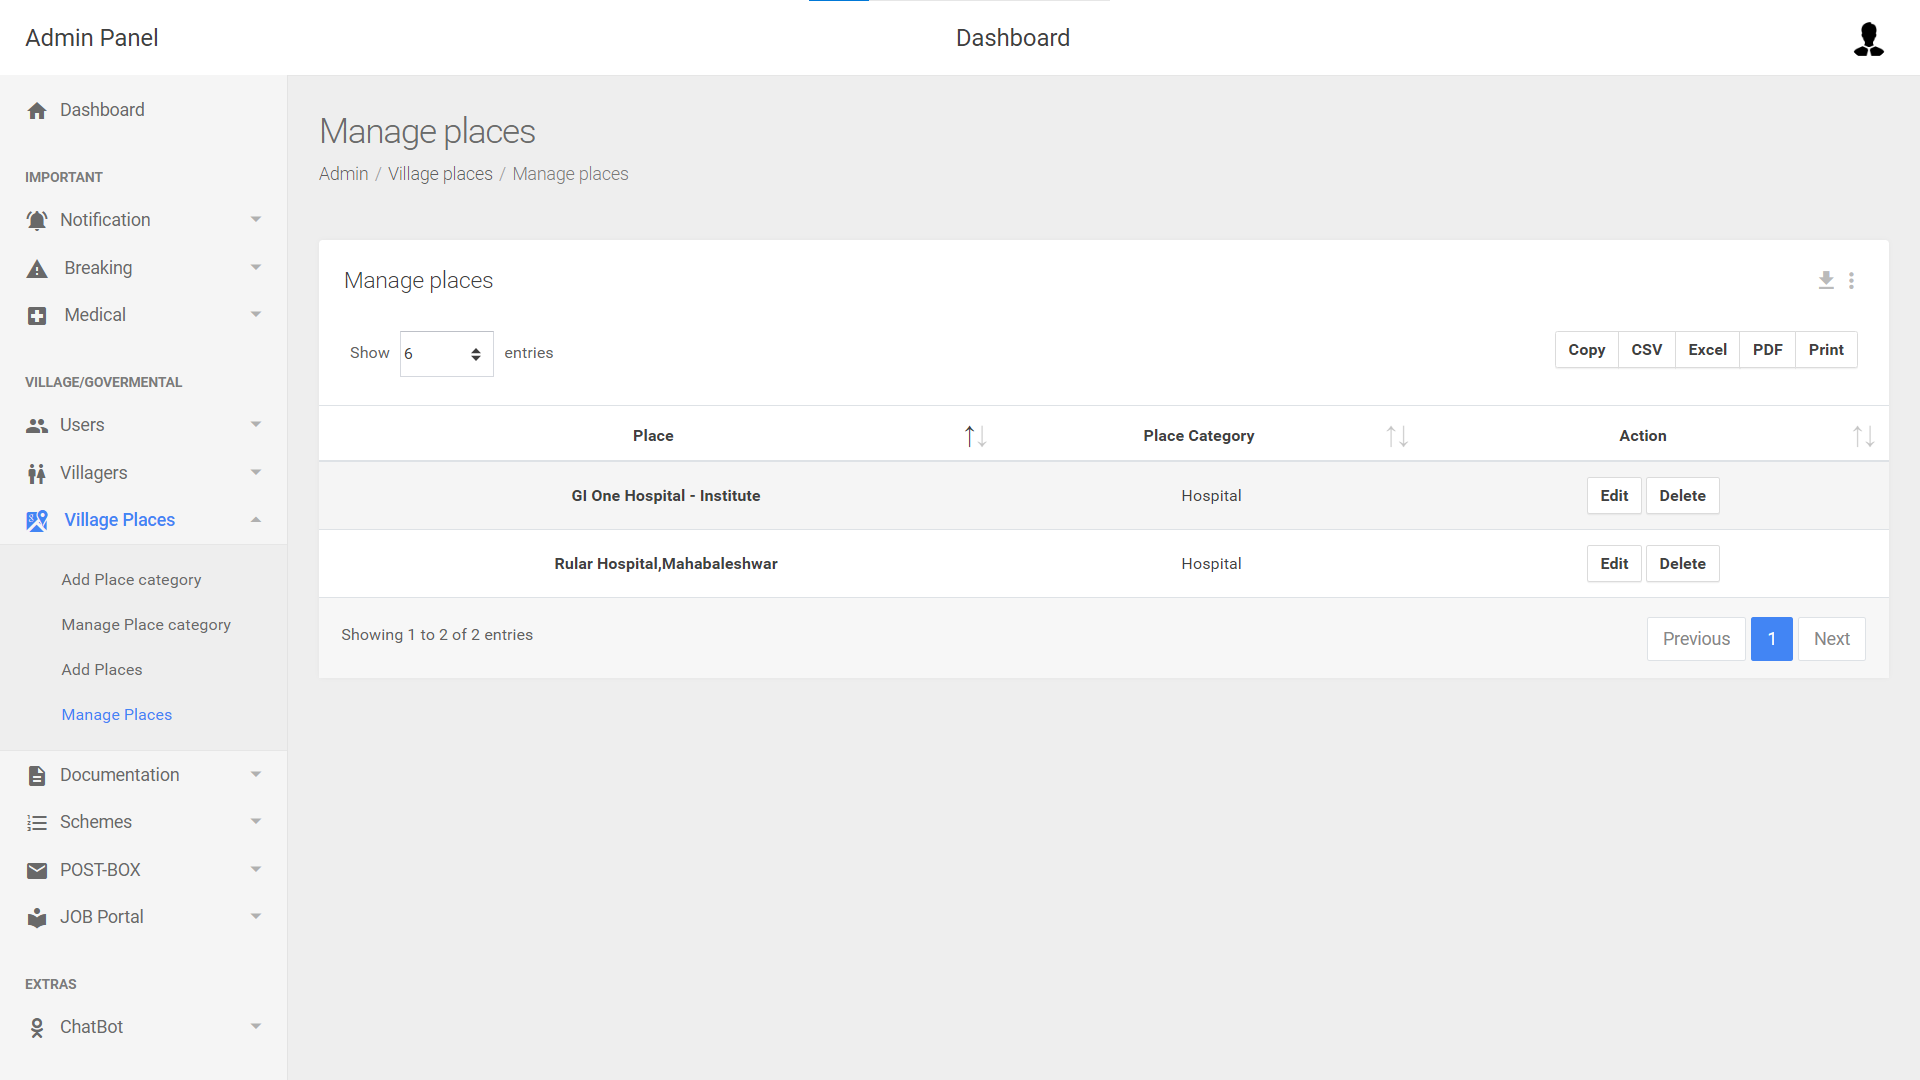 Admin Panel
Dashboard
Dashboard
IMPORTANT
Notification
Breaking
Medical
VILLAGE/GOVERMENTAL
Users
Villagers
Village Places
Add Place category
Manage Place category
Add Places
Manage Places
Documentation
Schemes
POST-BOX
JOB Portal
EXTRAS
ChatBot
Manage places
Admin / Village places / Manage places
Manage places
Show 6 entries
Copy CSV Excel PDF Print
Place Place Category Action
GI One Hospital - Institute Hospital Edit Delete
Rular Hospital,Mahabaleshwar Hospital Edit Delete
Showing 1 to 2 of 2 entries
Previous 1 Next